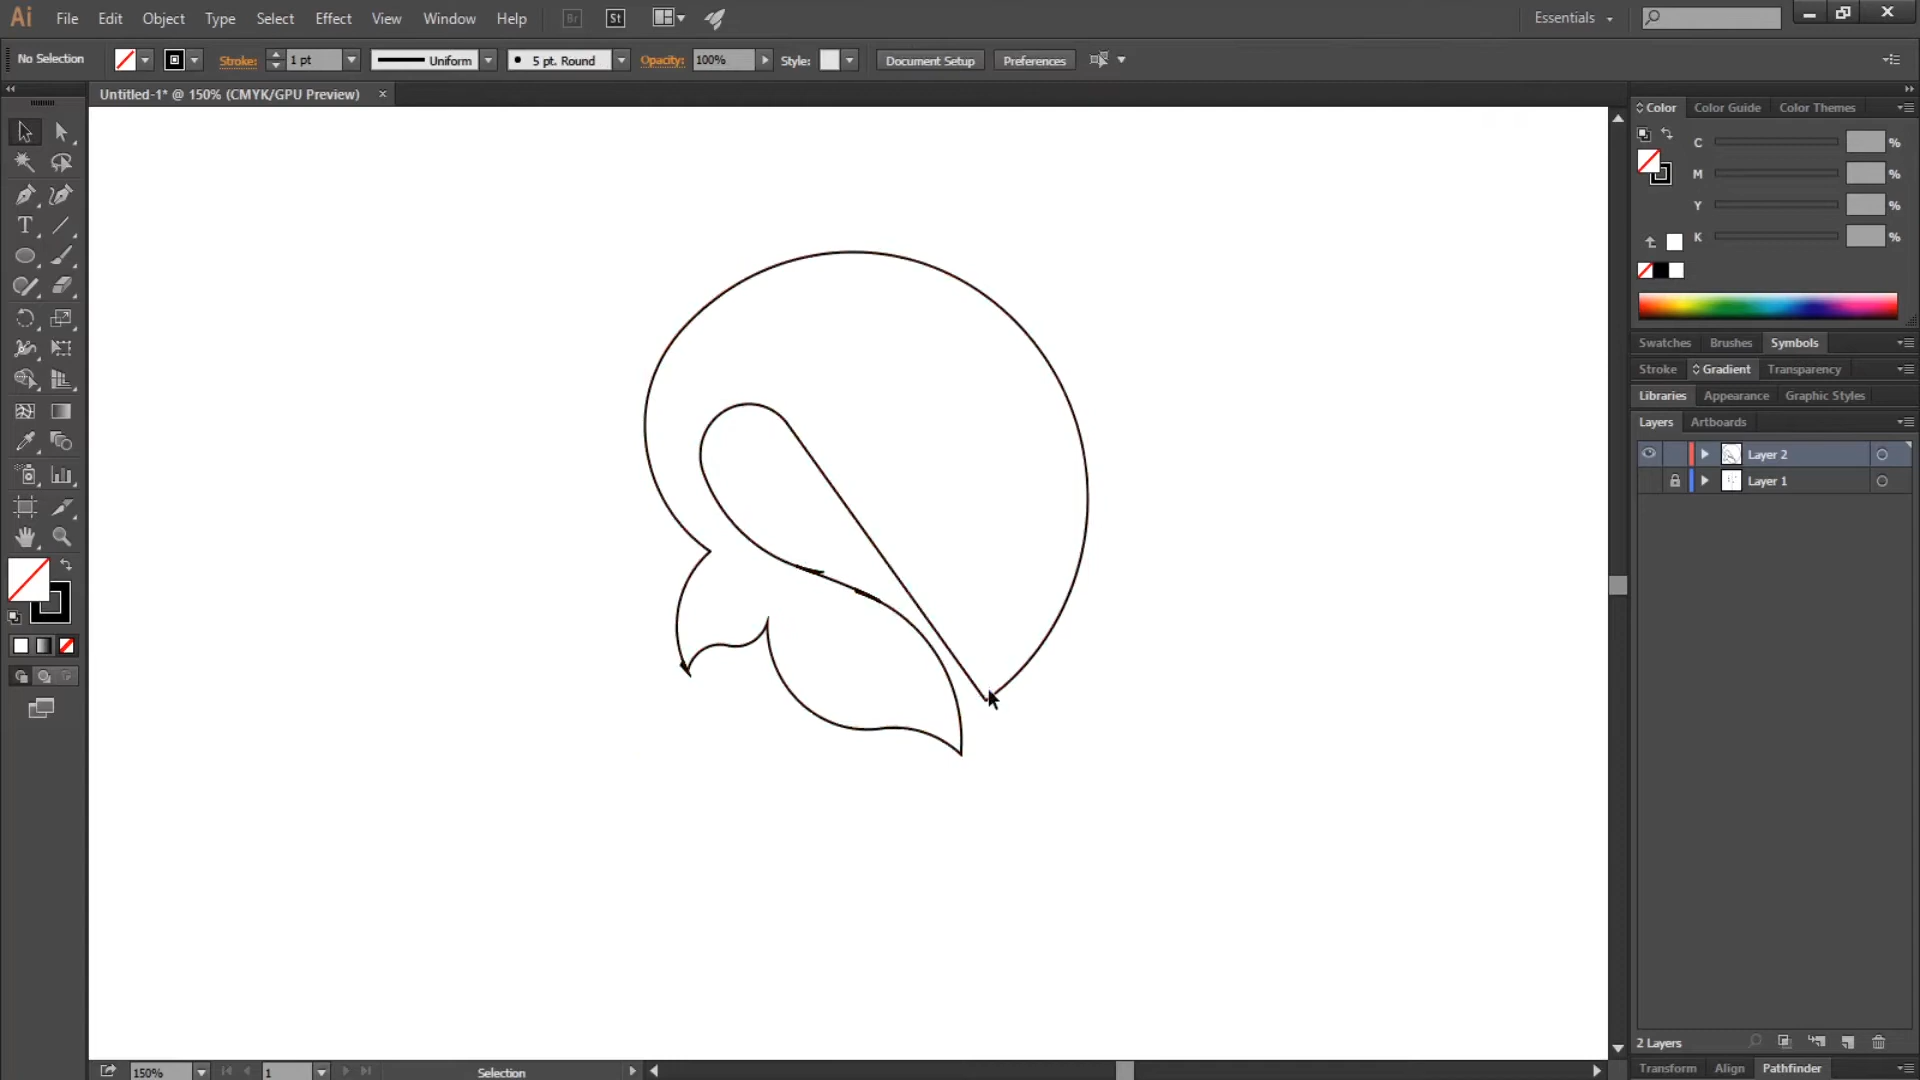 Ai File Edit Object Type Select Effect View Window Help Br St Essentials
No Selection Stroke: 1 pt Uniform 5 pt. Round Opacity: 100% Style: Document Setup Preferences
Untitled-1* @ 150% (CMYK/GPU Preview) ×
Color Color Guide Color Themes
C %
M %
Y %
K %
Swatches Brushes Symbols
Stroke Gradient Transparency
Libraries Appearance Graphic Styles
Layers Artboards
Layer 2
Layer 1
2 Layers
150% 1 Selection
Transform Align Pathfinder